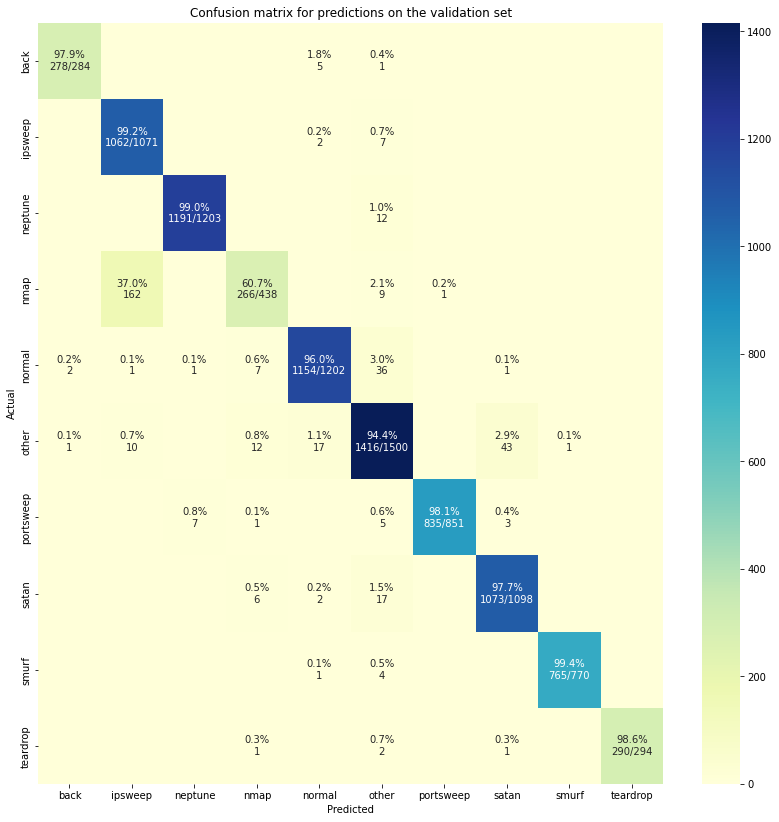 Confusion matrix for predictions on the validation set
97.9% 1.8% 0.4%
278/284 5 1
99.2% 0.2% 0.7%
1062/1071 2 7
99.0% 1.0%
1191/1203 12
37.0% 60.7% 2.1% 0.2%
162 266/438 9 1
0.2% 0.1% 0.1% 0.6% 96.0% 3.0% 0.1%
2 1 1 7 1154/1202 36 1
0.1% 0.7% 0.8% 1.1% 94.4% 2.9% 0.1%
1 10 12 17 1416/1500 43 1
0.8% 0.1% 0.6% 98.1% 0.4%
7 1 5 835/851 3
0.5% 0.2% 1.5% 97.7%
6 2 17 1073/1098
0.1% 0.5% 99.4%
1 4 765/770
0.3% 0.7% 0.3% 98.6%
1 2 1 290/294
back
ipsweep
neptune
nmap
normal
other
portsweep
satan
smurf
teardrop
Actual
back ipsweep neptune nmap normal other portsweep satan smurf teardrop
Predicted
1400
1200
1000
800
600
400
200
0